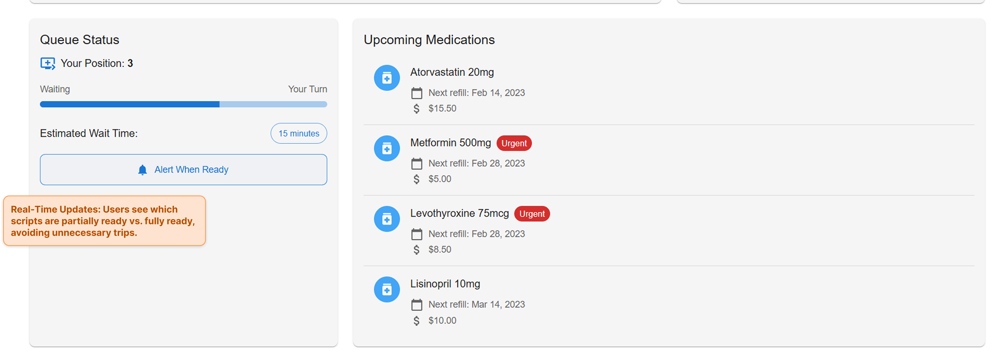 Queue Status
Your Position: 3
Waiting
Your Turn
Estimated Wait Time:
15 minutes
Alert When Ready
Real-Time Updates: Users see which
scripts are partially ready vs. fully ready,
avoiding unnecessary trips.
Upcoming Medications
Atorvastatin 20mg
Next refill: Feb 14, 2023
$ $15.50
Metformin 500mg Urgent
Next refill: Feb 28, 2023
$ $5.00
Levothyroxine 75mcg Urgent
Next refill: Feb 28, 2023
$ $8.50
Lisinopril 10mg
Next refill: Mar 14, 2023
$ $10.00